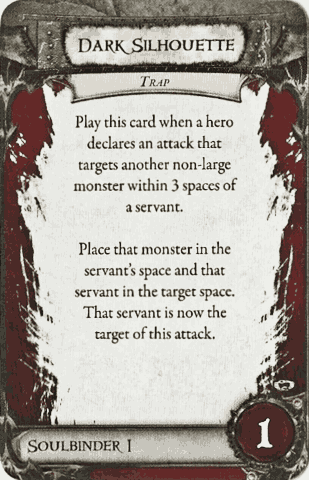 Dark Silhouette
Trap
Play this card when a hero
declares an attack that
targets another non-large
monster within 3 spaces of
a servant.
Place that monster in the
servant's space and that
servant in the target space.
That servant is now the
target of this attack.
Soulbinder I
1